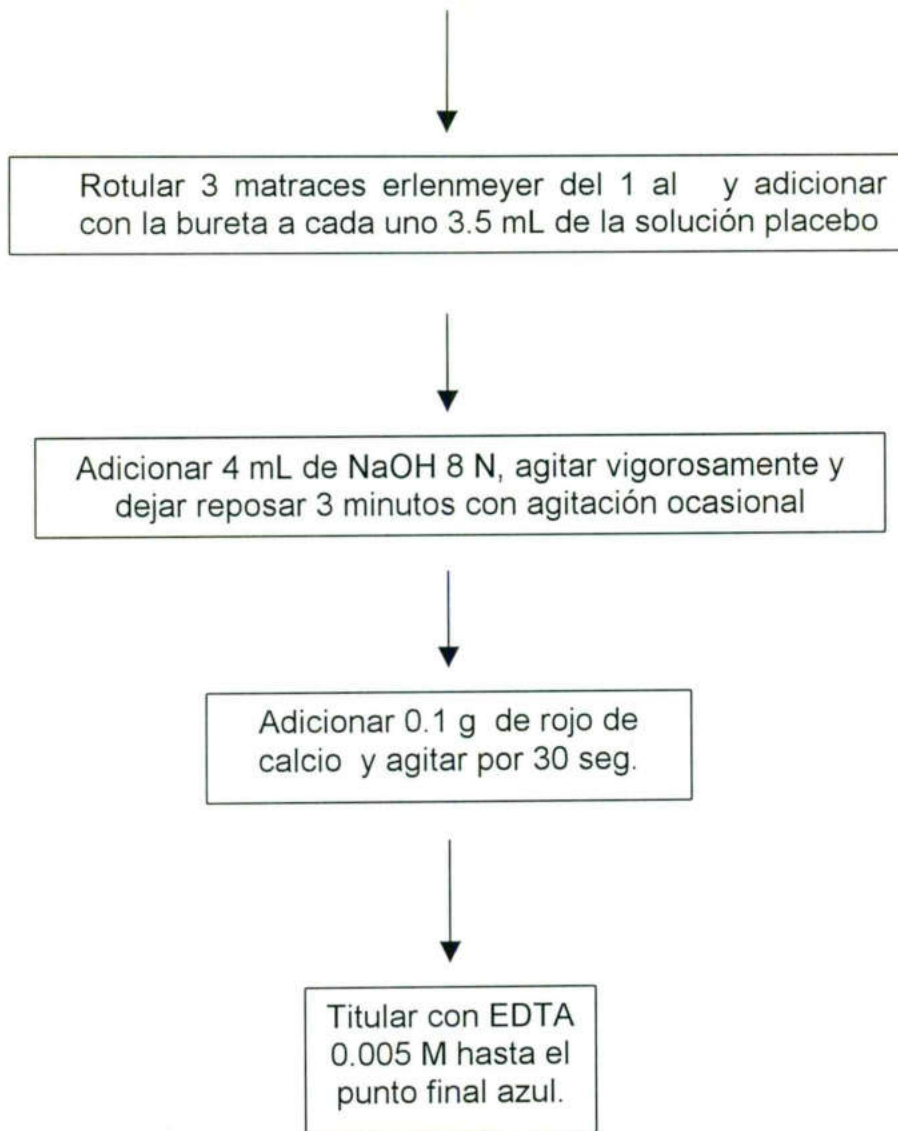 Rotular 3 matraces erlenmeyer del 1 al y adicionar
con la bureta a cada uno 3.5 mL de la solución placebo
Adicionar 4 mL de NaOH 8 N, agitar vigorosamente y
dejar reposar 3 minutos con agitación ocasional
Adicionar 0.1 g de rojo de
calcio y agitar por 30 seg.
Titular con EDTA
0.005 M hasta el
punto final azul.